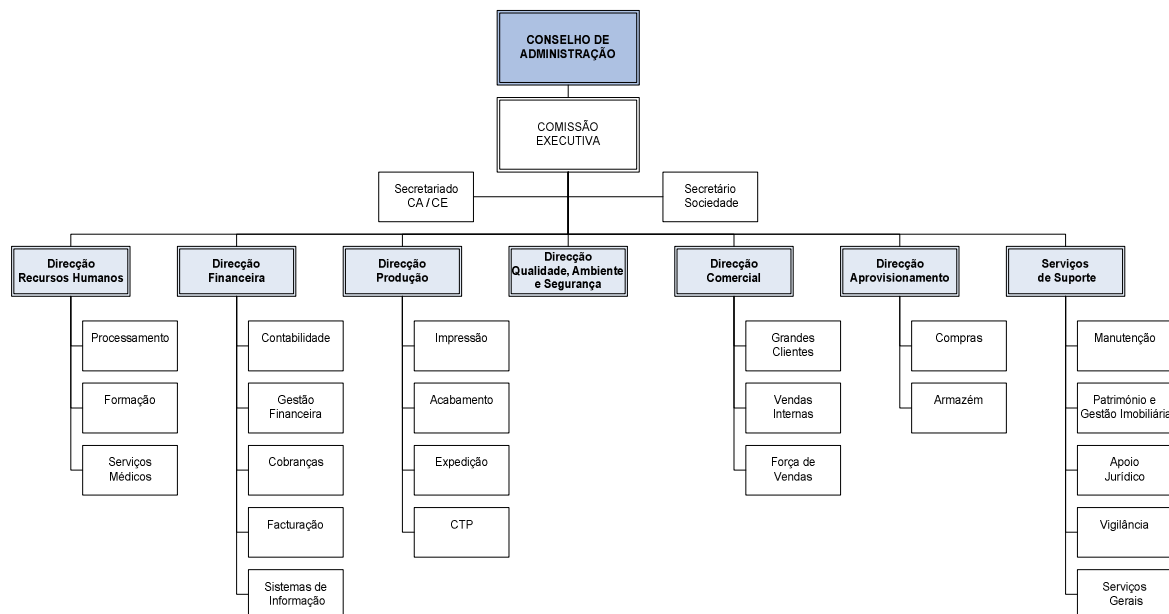 CONSELHO DE
ADMINISTRAÇÃO
COMISSÃO
EXECUTIVA
Secretariado
CA / CE
Secretário
Sociedade
Direcção
Recursos Humanos
Direcção
Financeira
Direcção
Produção
Direcção
Qualidade, Ambiente
e Segurança
Direcção
Comercial
Direcção
Aprovisionamento
Serviços
de Suporte
Processamento
Formação
Serviços
Médicos
Contabilidade
Gestão
Financeira
Cobranças
Facturação
Sistemas de
Informação
Impressão
Acabamento
Expedição
CTP
Grandes
Clientes
Vendas
Internas
Força de
Vendas
Compras
Armazém
Manutenção
Património e
Gestão Imobiliária
Apoio
Jurídico
Vigilância
Serviços
Gerais